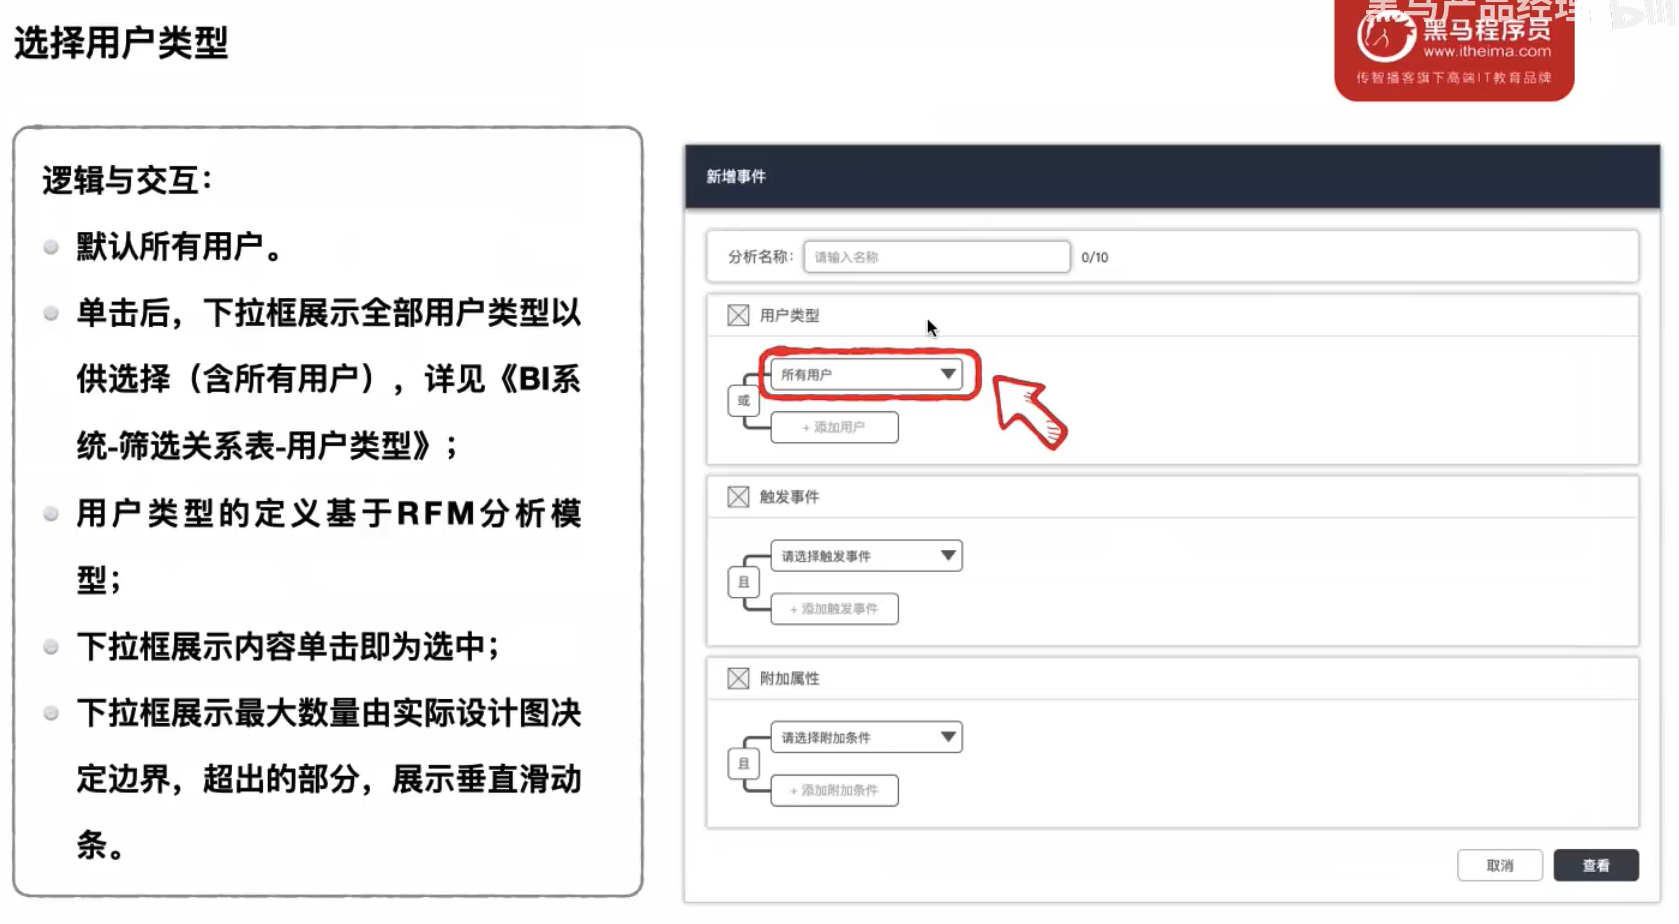 选择用户类型
黑马产品经理
黑马程序员
www.itheima.com
传智播客旗下高端IT教育品牌
逻辑与交互：
默认所有用户。
单击后，下拉框展示全部用户类型以
供选择（含所有用户），详见《BI系
统-筛选关系表-用户类型》；
用户类型的定义基于RFM分析模
型；
下拉框展示内容单击即为选中；
下拉框展示最大数量由实际设计图决
定边界，超出的部分，展示垂直滑动
条。
新增事件
分析名称： 请输入名称 0/10
用户类型
所有用户
或
+ 添加用户
触发事件
请选择触发事件
且
+ 添加触发事件
附加属性
请选择附加条件
且
+ 添加附加条件
取消 查看